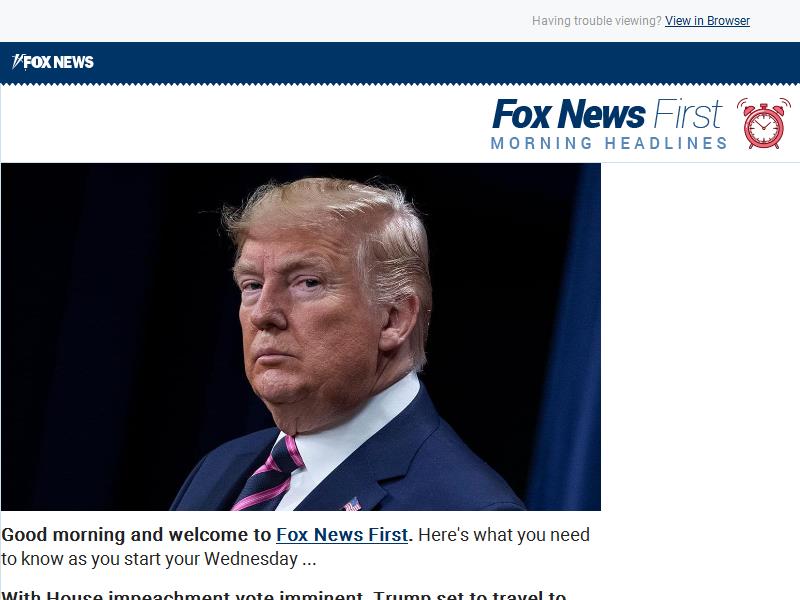 Having trouble viewing? View in Browser
FOX NEWS
Fox News First
MORNING HEADLINES
Good morning and welcome to Fox News First. Here's what you need
to know as you start your Wednesday ...
With House impeachment vote imminent, Trump set to travel to